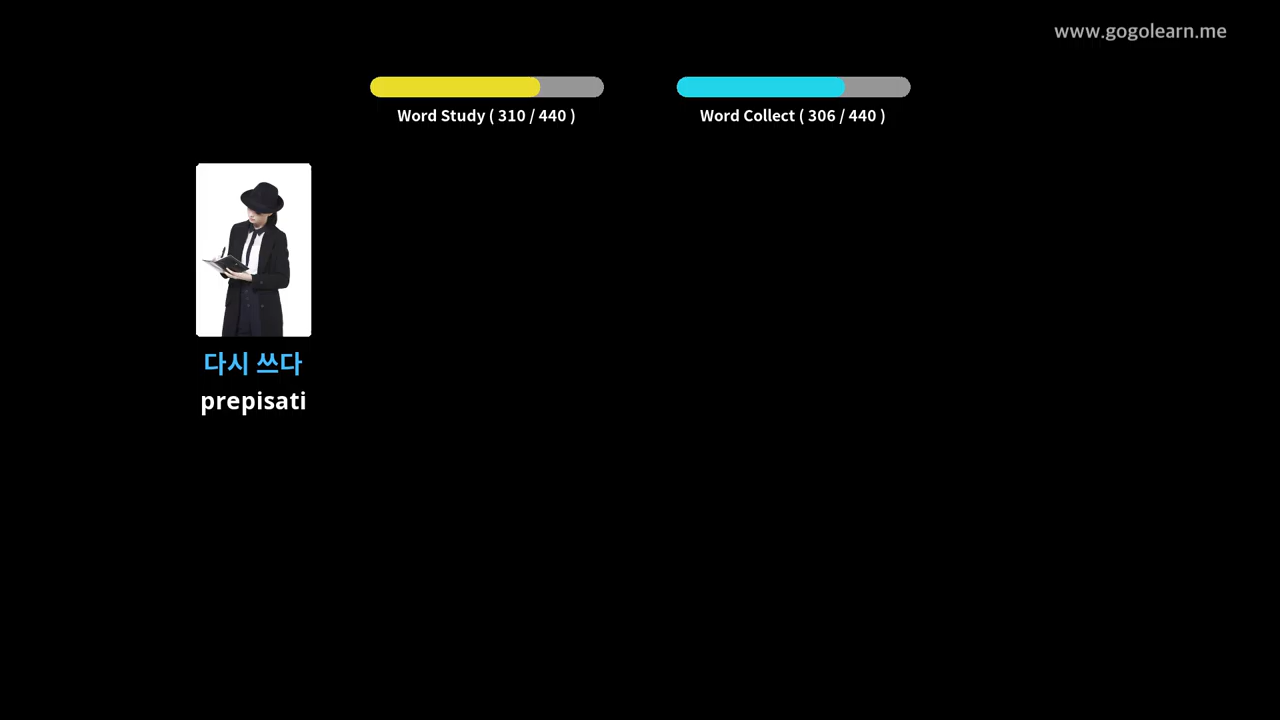 www.gogolearn.me
Word Study ( 310 / 440 )
Word Collect ( 306 / 440 )
다시 쓰다
prepisati